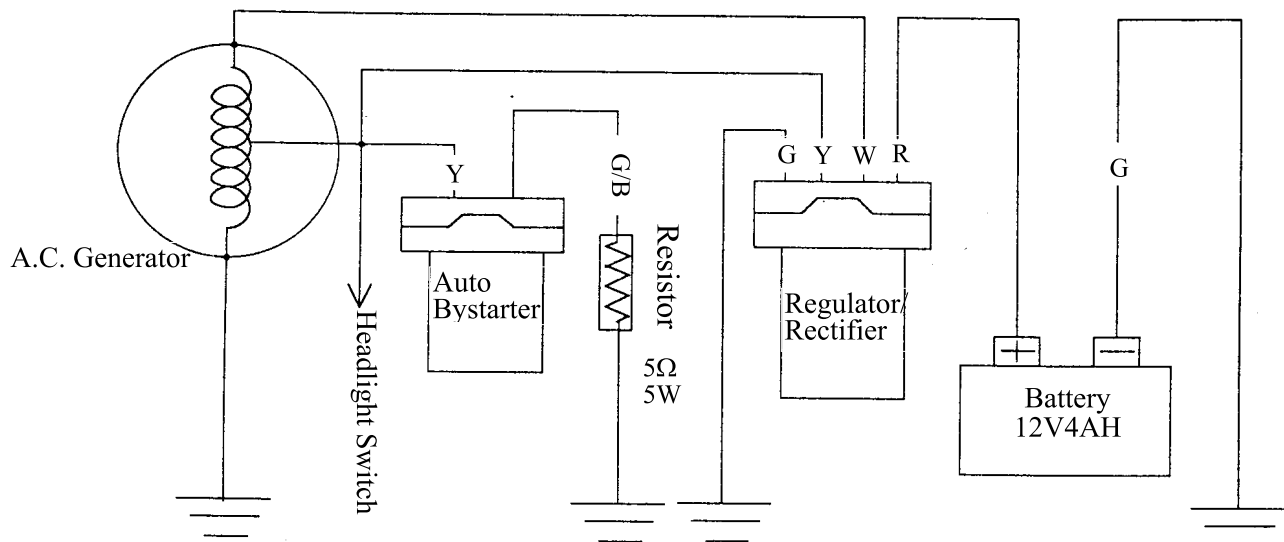 A.C. Generator
Y
Auto
Bystarter
Headlight Switch
G/B
Resistor
5Ω
5W
G Y W R
Regulator/
Rectifier
G
Battery
12V4AH